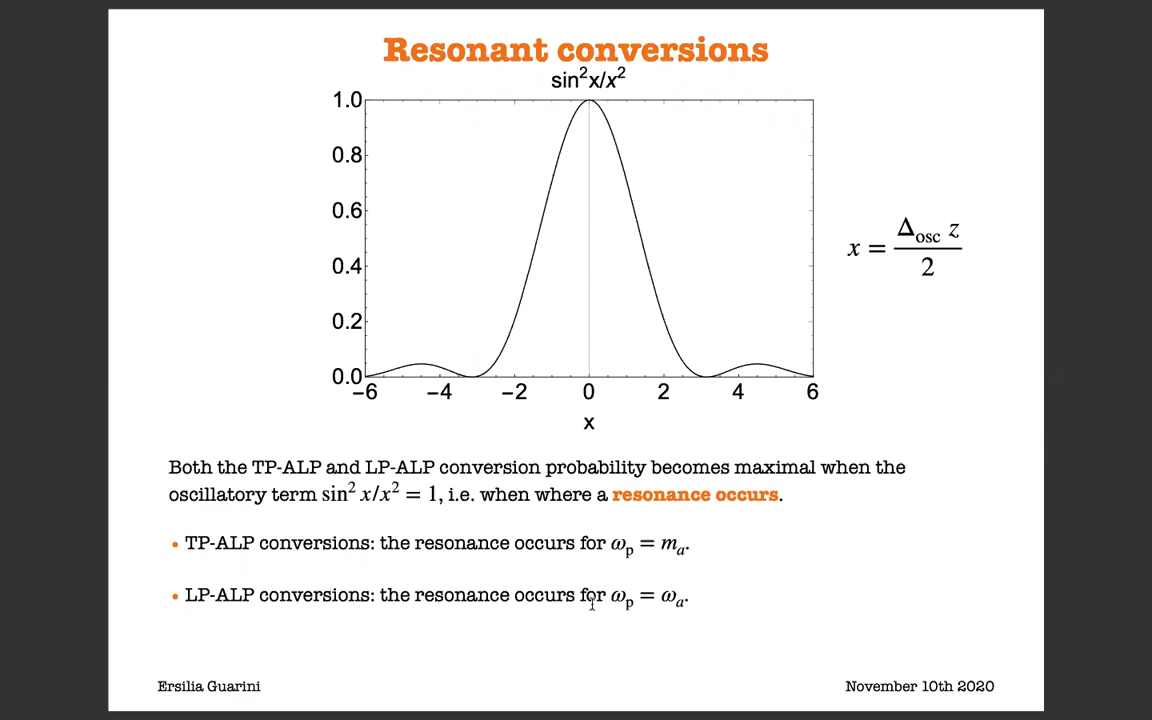 Resonant conversions
sin²x/x²
1.0
0.8
0.6
0.4
0.2
0.0
−6 −4 −2 0 2 4 6
x
x = Δosc z / 2
Both the TP-ALP and LP-ALP conversion probability becomes maximal when the
oscillatory term sin² x/x² = 1, i.e. when where a resonance occurs.
• TP-ALP conversions: the resonance occurs for ωp = ma.
• LP-ALP conversions: the resonance occurs for ωp = ωa.
Ersilia Guarini
November 10th 2020